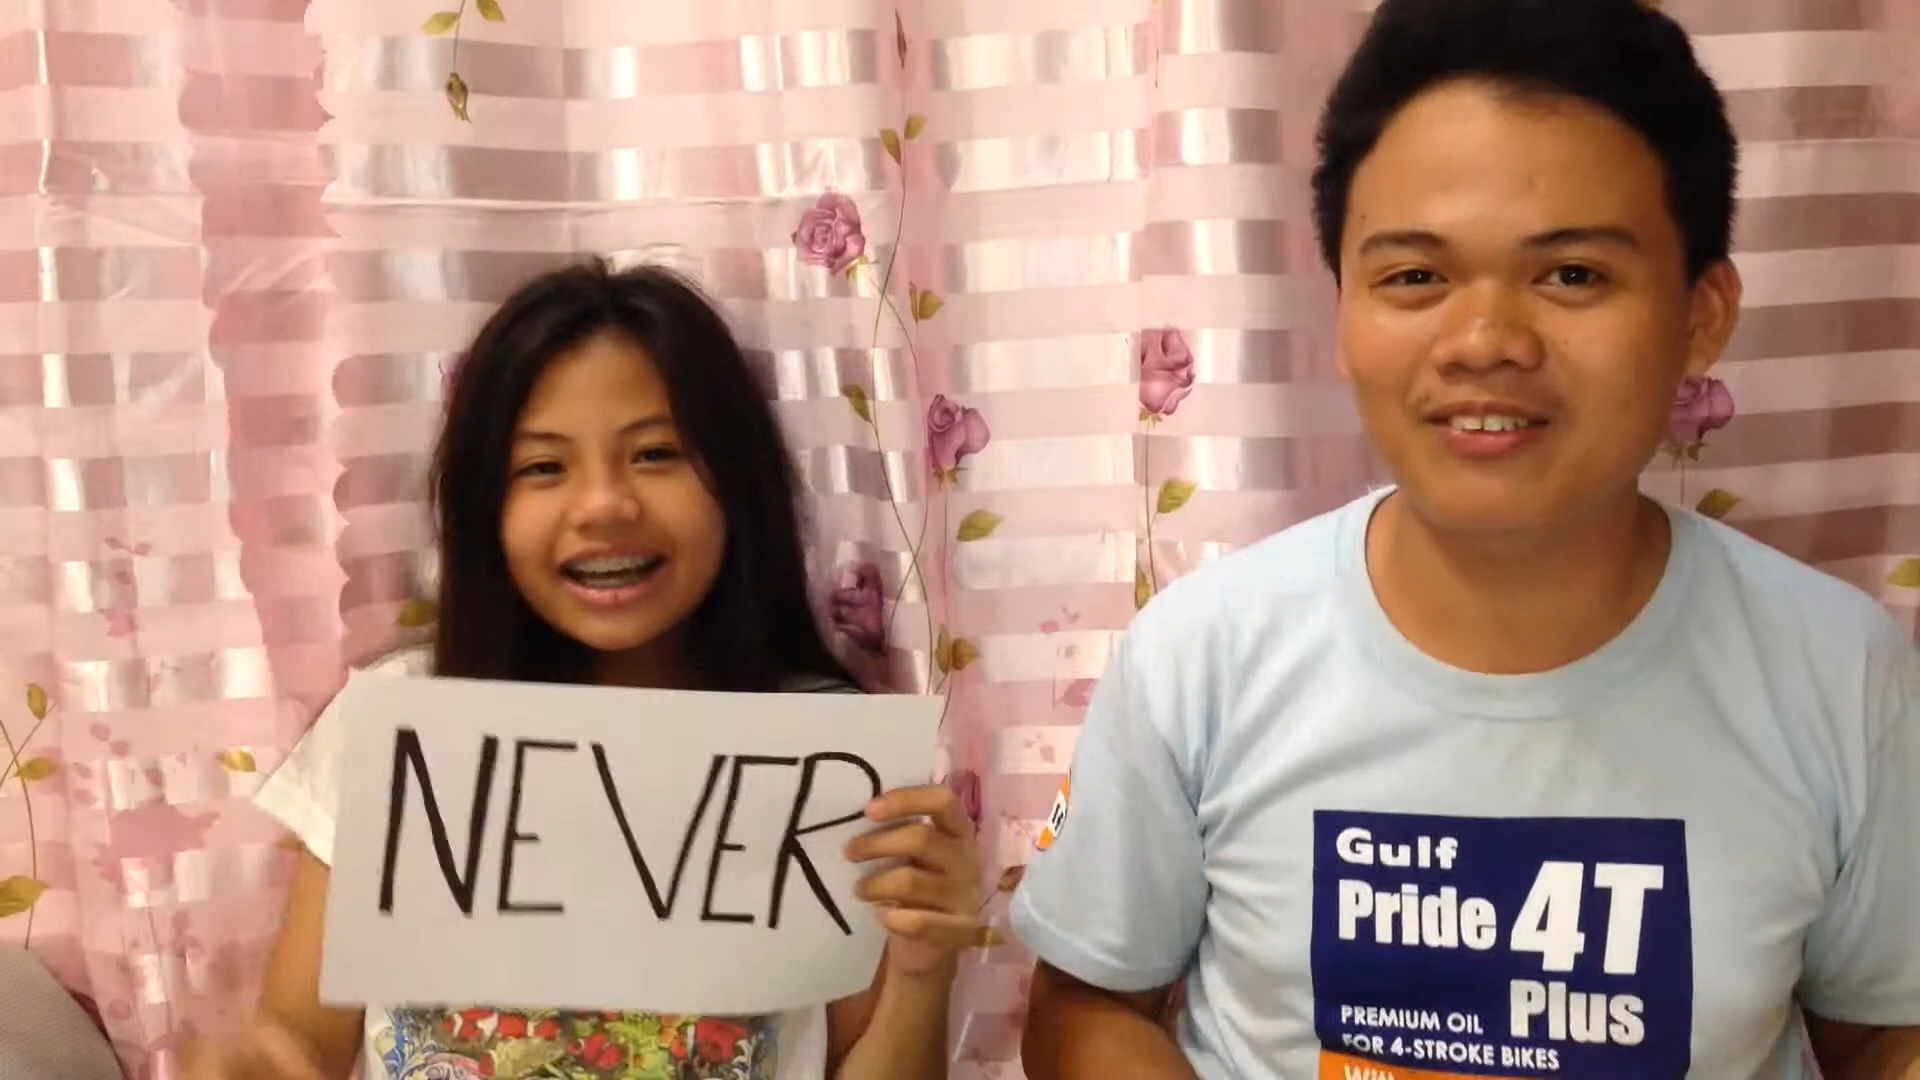 NEVER
Gulf
Pride 4T
Plus
PREMIUM OIL
FOR 4-STROKE BIKES